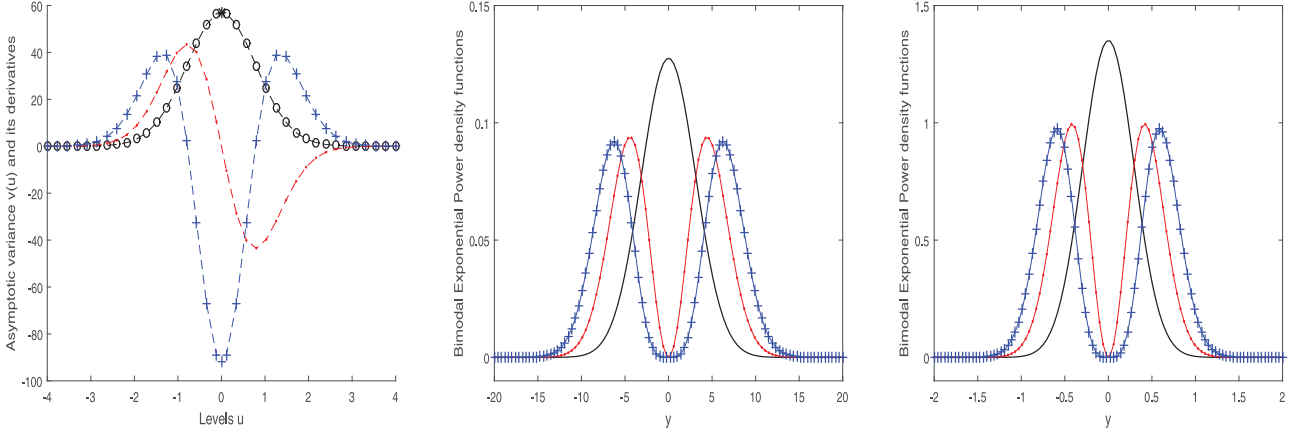 Asymptotic variance v(u) and its derivatives
60
40
20
0
-20
-40
-60
-80
-100
-4 -3 -2 -1 0 1 2 3 4
Levels u
Bimodal Exponential Power density functions
0.15
0.1
0.05
0
-20 -15 -10 -5 0 5 10 15 20
y
Bimodal Exponential Power density functions
1.5
1
0.5
0
-2 -1.5 -1 -0.5 0 0.5 1 1.5 2
y